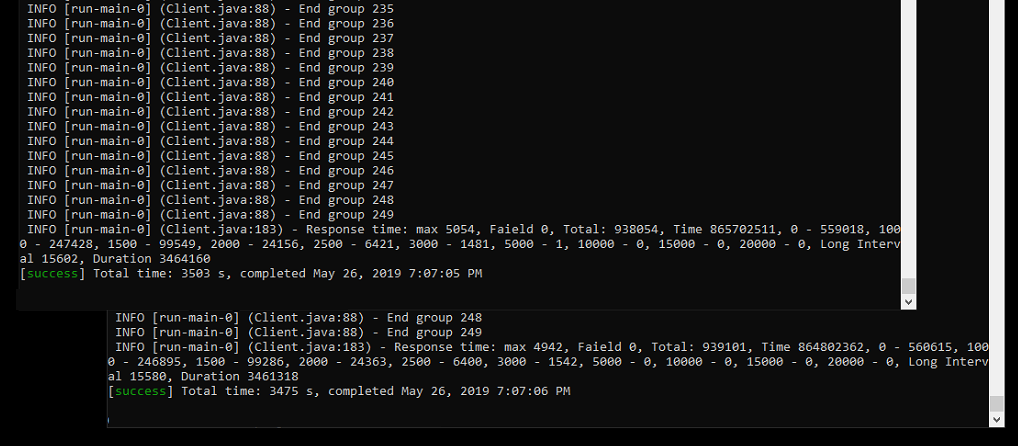 INFO [run-main-0] (Client.java:88) - End group 235
INFO [run-main-0] (Client.java:88) - End group 236
INFO [run-main-0] (Client.java:88) - End group 237
INFO [run-main-0] (Client.java:88) - End group 238
INFO [run-main-0] (Client.java:88) - End group 239
INFO [run-main-0] (Client.java:88) - End group 240
INFO [run-main-0] (Client.java:88) - End group 241
INFO [run-main-0] (Client.java:88) - End group 242
INFO [run-main-0] (Client.java:88) - End group 243
INFO [run-main-0] (Client.java:88) - End group 244
INFO [run-main-0] (Client.java:88) - End group 245
INFO [run-main-0] (Client.java:88) - End group 246
INFO [run-main-0] (Client.java:88) - End group 247
INFO [run-main-0] (Client.java:88) - End group 248
INFO [run-main-0] (Client.java:88) - End group 249
INFO [run-main-0] (Client.java:183) - Response time: max 5054, Faield 0, Total: 938054, Time 865702511, 0 - 559018, 100
0 - 247428, 1500 - 99549, 2000 - 24156, 2500 - 6421, 3000 - 1481, 5000 - 1, 10000 - 0, 15000 - 0, 20000 - 0, Long Interv
al 15602, Duration 3464160
[success] Total time: 3503 s, completed May 26, 2019 7:07:05 PM
INFO [run-main-0] (Client.java:88) - End group 248
INFO [run-main-0] (Client.java:88) - End group 249
INFO [run-main-0] (Client.java:183) - Response time: max 4942, Faield 0, Total: 939101, Time 864802362, 0 - 560615, 100
0 - 246895, 1500 - 99286, 2000 - 24363, 2500 - 6400, 3000 - 1542, 5000 - 0, 10000 - 0, 15000 - 0, 20000 - 0, Long Interv
al 15580, Duration 3461318
[success] Total time: 3475 s, completed May 26, 2019 7:07:06 PM